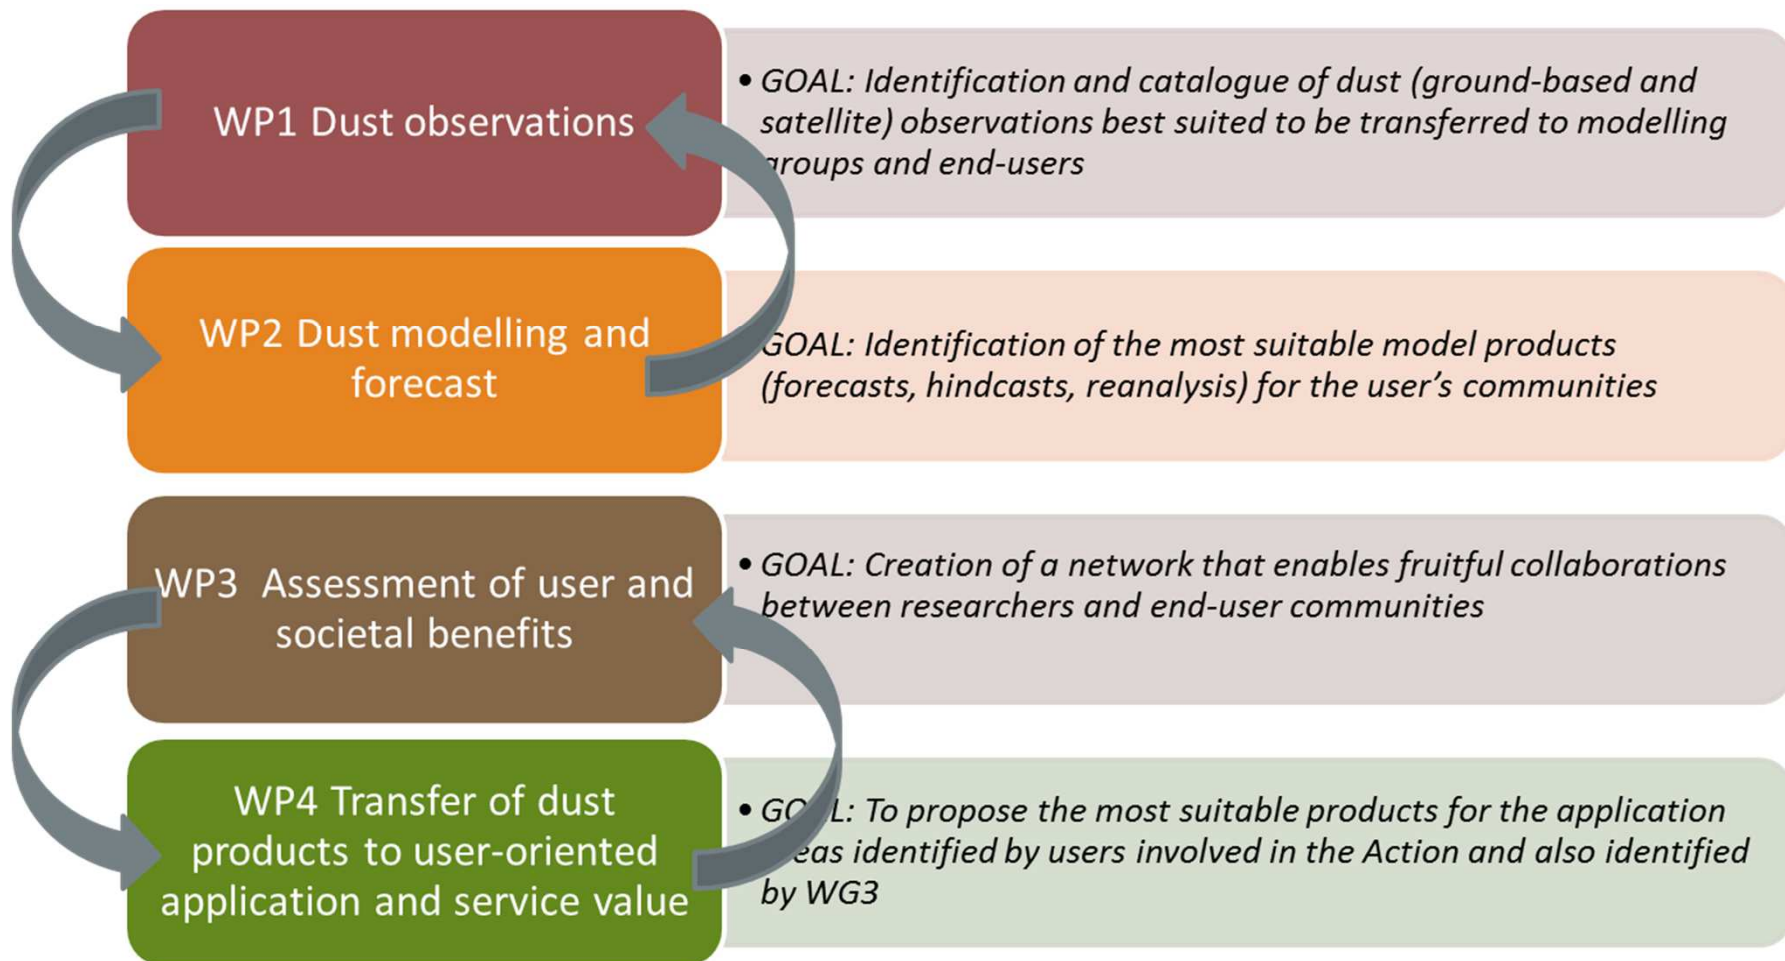 WP1 Dust observations
• GOAL: Identification and catalogue of dust (ground-based and
satellite) observations best suited to be transferred to modelling
groups and end-users
WP2 Dust modelling and
forecast
GOAL: Identification of the most suitable model products
(forecasts, hindcasts, reanalysis) for the user’s communities
WP3  Assessment of user and
societal benefits
• GOAL: Creation of a network that enables fruitful collaborations
between researchers and end-user communities
WP4 Transfer of dust
products to user-oriented
application and service value
• GOAL: To propose the most suitable products for the application
areas identified by users involved in the Action and also identified
by WG3